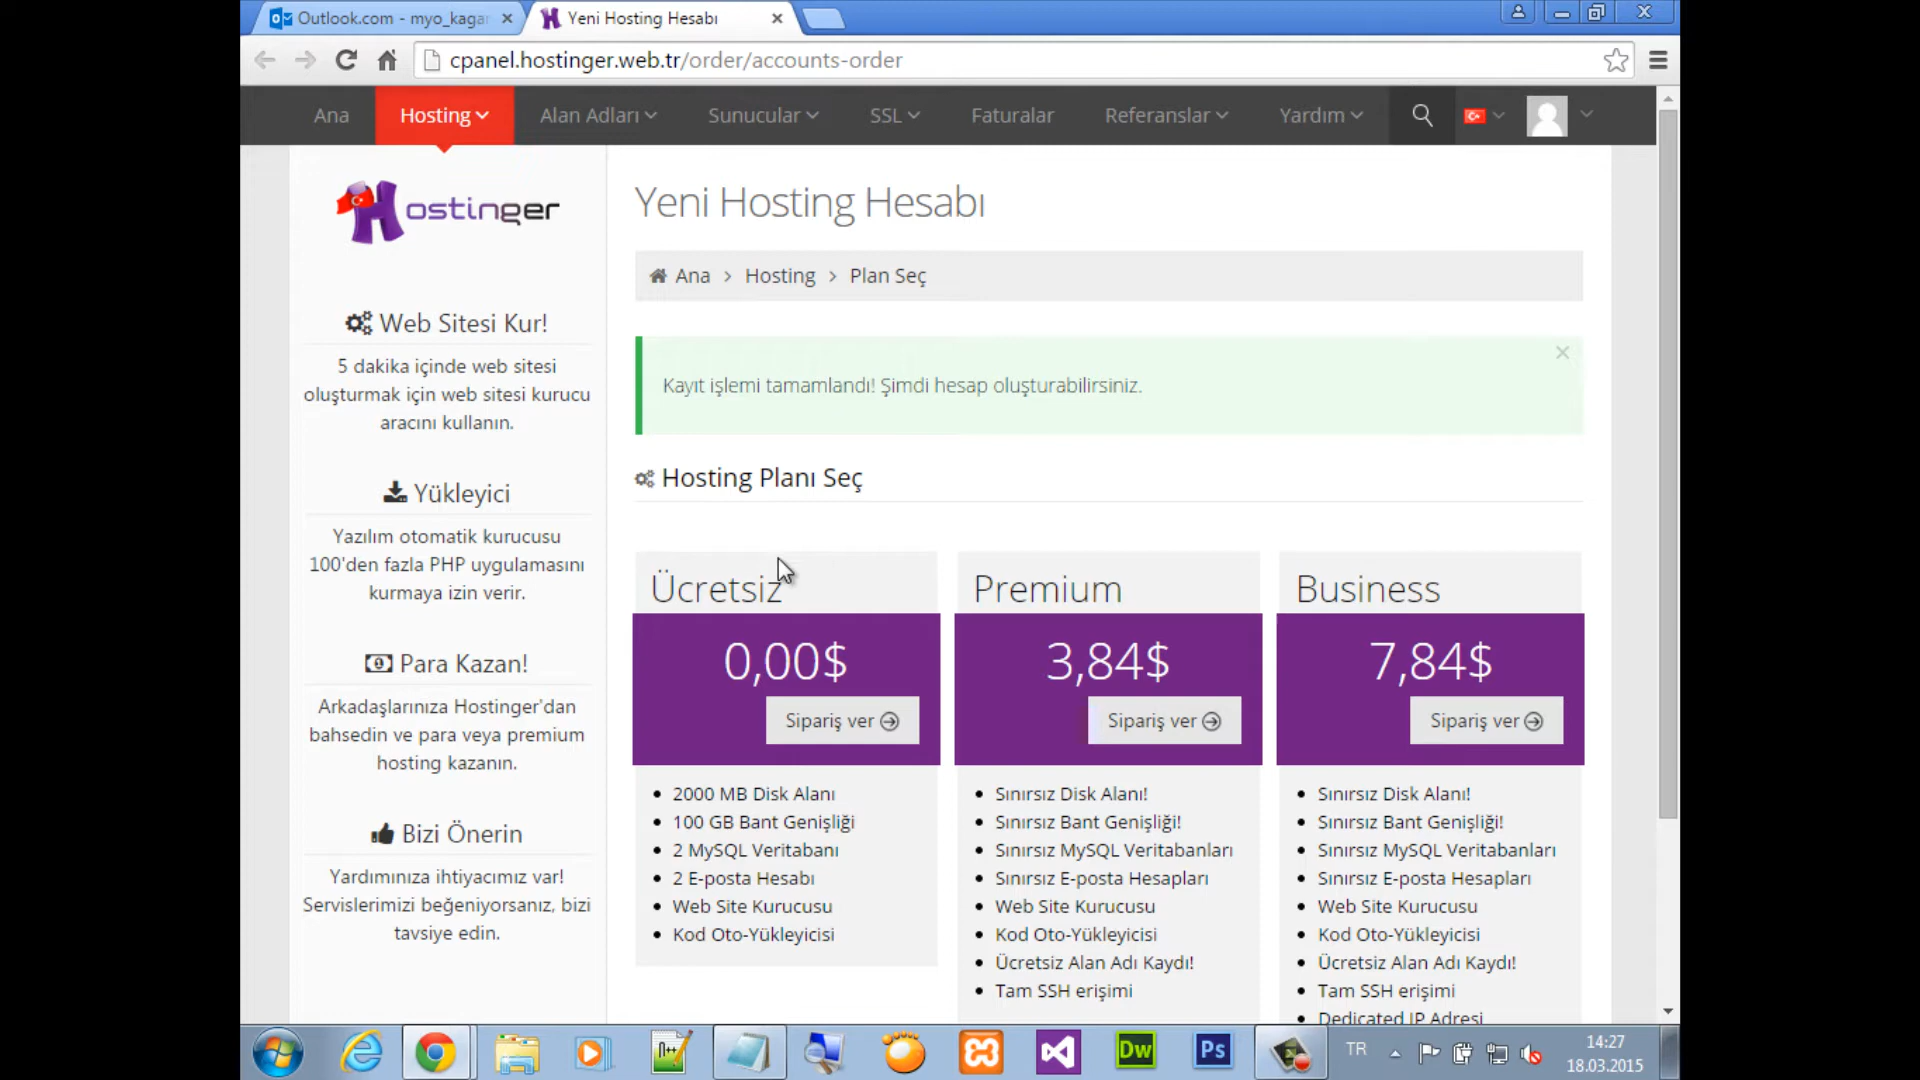 Outlook.com - myo_kagar
Yeni Hosting Hesabı
cpanel.hostinger.web.tr/order/accounts-order
Ana
Hosting
Alan Adları
Sunucular
SSL
Faturalar
Referanslar
Yardım
Hostinger
Web Sitesi Kur!
5 dakika içinde web sitesi
oluşturmak için web sitesi kurucu
aracını kullanın.
Yükleyici
Yazılım otomatik kurucusu
100'den fazla PHP uygulamasını
kurmaya izin verir.
Para Kazan!
Arkadaşlarınıza Hostinger'dan
bahsedin ve para veya premium
hosting kazanın.
Bizi Önerin
Yardımınıza ihtiyacımız var!
Servislerimizi beğeniyorsanız, bizi
tavsiye edin.
Yeni Hosting Hesabı
Ana > Hosting > Plan Seç
Kayıt işlemi tamamlandı! Şimdi hesap oluşturabilirsiniz.
Hosting Planı Seç
Ücretsiz
0,00$
Sipariş ver
2000 MB Disk Alanı
100 GB Bant Genişliği
2 MySQL Veritabanı
2 E-posta Hesabı
Web Site Kurucusu
Kod Oto-Yükleyicisi
Premium
3,84$
Sipariş ver
Sınırsız Disk Alanı!
Sınırsız Bant Genişliği!
Sınırsız MySQL Veritabanları
Sınırsız E-posta Hesapları
Web Site Kurucusu
Kod Oto-Yükleyicisi
Ücretsiz Alan Adı Kaydı!
Tam SSH erişimi
Business
7,84$
Sipariş ver
Sınırsız Disk Alanı!
Sınırsız Bant Genişliği!
Sınırsız MySQL Veritabanları
Sınırsız E-posta Hesapları
Web Site Kurucusu
Kod Oto-Yükleyicisi
Ücretsiz Alan Adı Kaydı!
Tam SSH erişimi
Dedicated IP Adresi
n++
Dw
Ps
TR
14:27
18.03.2015